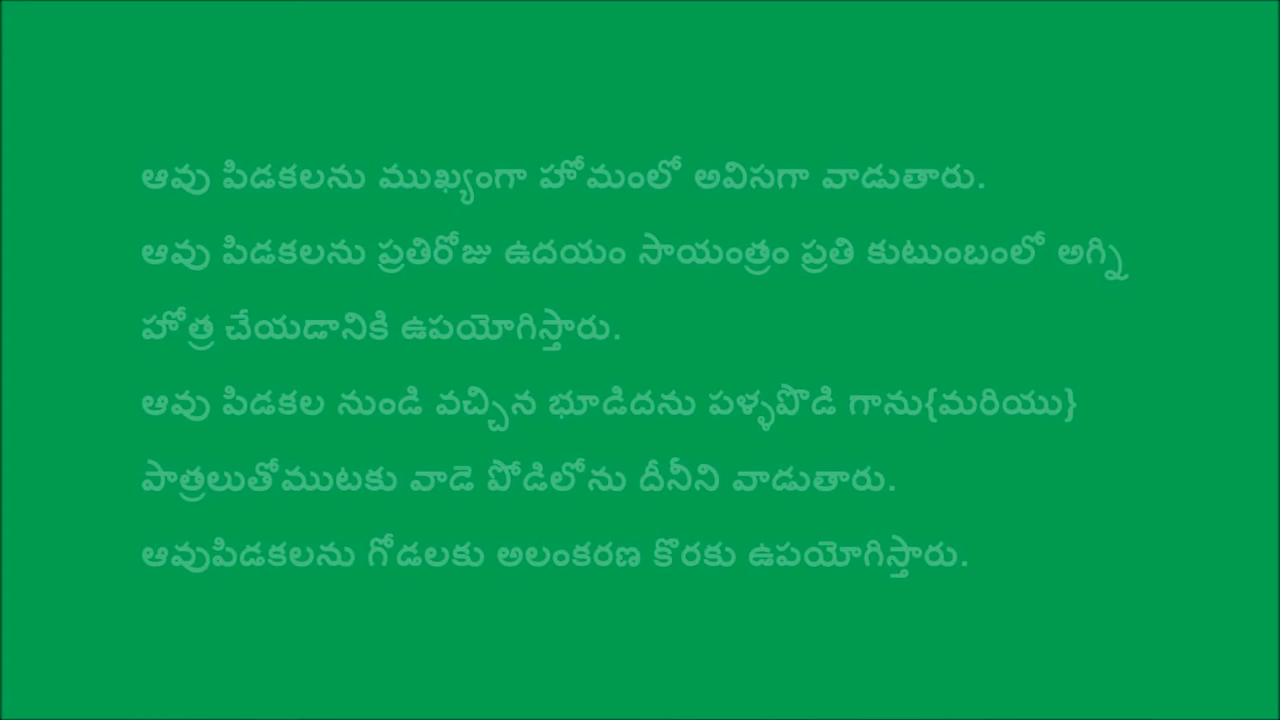 ఆవు పిడకలను ముఖ్యంగా హోమంలో అవిసగా వాడుతారు.
ఆవు పిడకలను ప్రతిరోజు ఉదయం సాయంత్రం ప్రతి కుటుంబంలో అగ్ని
హోత్ర చేయడానికి ఉపయోగిస్తారు.
ఆవు పిడకల నుండి వచ్చిన భూడిదను పళ్ళపొడి గాను{మరియు}
పాత్రలుతోముటకు వాడె పోడిలోను దీనీని వాడుతారు.
ఆవుపిడకలను గోడలకు అలంకరణ కొరకు ఉపయోగిస్తారు.